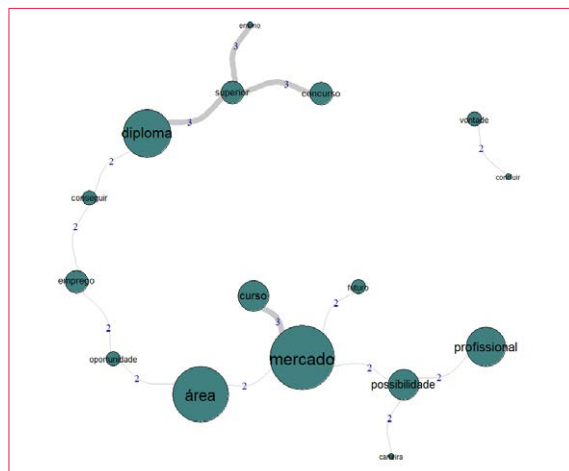 ensino
3
3
superior
concurso
3
diploma
vontade
2
2
conseguir
concluir
2
emprego
curso
futuro
2
3
2
mercado
profissional
oportunidade
2
área
2
2
possibilidade
2
2
carreira